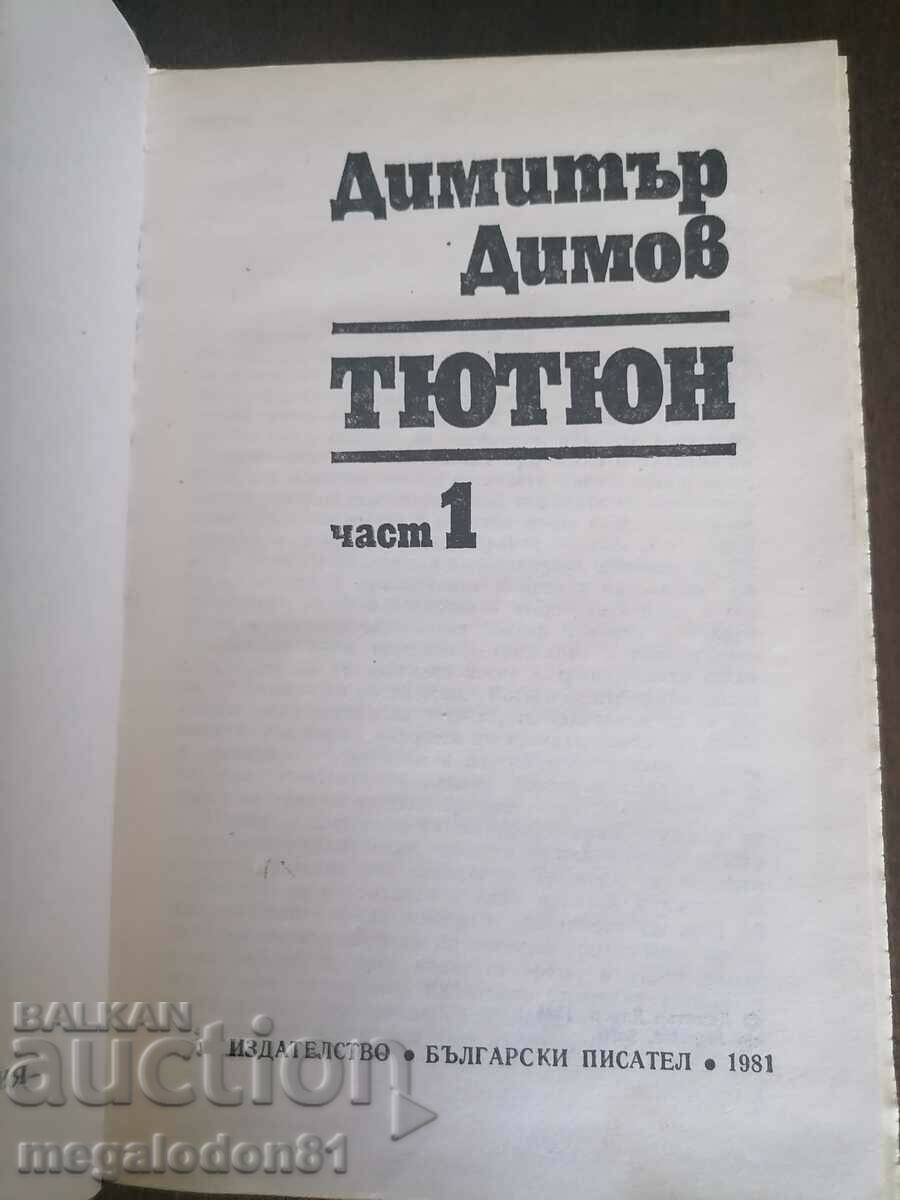 Димитър
Димов
ТЮТЮН
част 1
ИЗДАТЕЛСТВО • БЪЛГАРСКИ ПИСАТЕЛ • 1981
BALKAN
auction
megalodon81